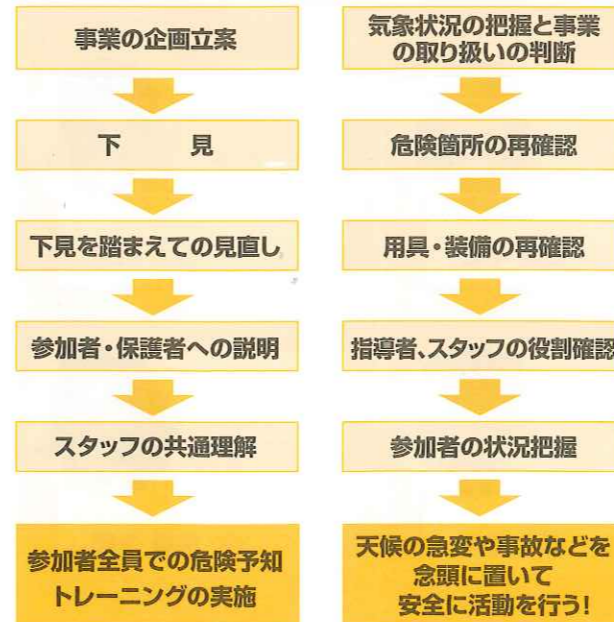 事業の企画立案
下　見
下見を踏まえての見直し
参加者・保護者への説明
スタッフの共通理解
参加者全員での危険予知
トレーニングの実施
気象状況の把握と事業
の取り扱いの判断
危険箇所の再確認
用具・装備の再確認
指導者、スタッフの役割確認
参加者の状況把握
天候の急変や事故などを
念頭に置いて
安全に活動を行う!